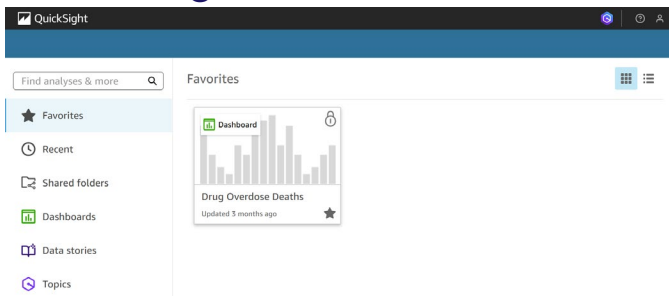 QuickSight
Find analyses & more
Favorites
Favorites
Recent
Shared folders
Dashboards
Data stories
Topics
Dashboard
Drug Overdose Deaths
Updated 3 months ago